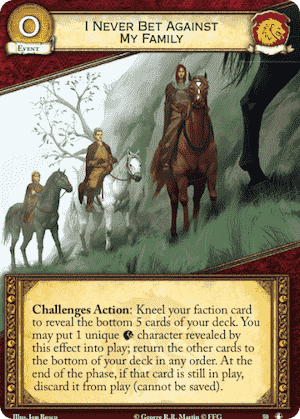 0
I Never Bet Against
My Family
Event
Challenges Action: Kneel your faction card
to reveal the bottom 5 cards of your deck. You
may put 1 unique character revealed by
this effect into play; return the other cards to
the bottom of your deck in any order. At the
end of the phase, if that card is still in play,
discard it from play (cannot be saved).
Illus. Jon Bosco
© George R.R. Martin © FFG
50